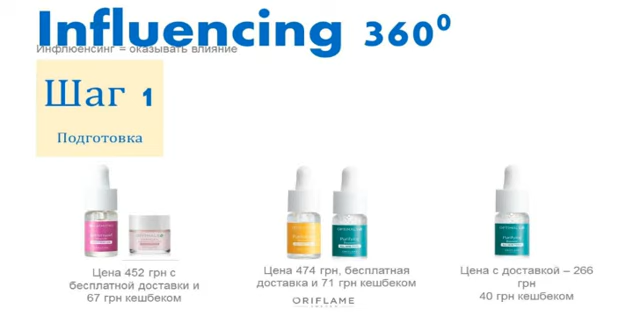 Influencing 360⁰
Инфлюенсинг = оказывать влияние
Шаг 1
Подготовка
Цена 452 грн с
бесплатной доставки и
67 грн кешбеком
Цена 474 грн, бесплатная
доставка и 71 грн кешбеком
Цена с доставкой – 266
грн
40 грн кешбеком
ORIFLAME